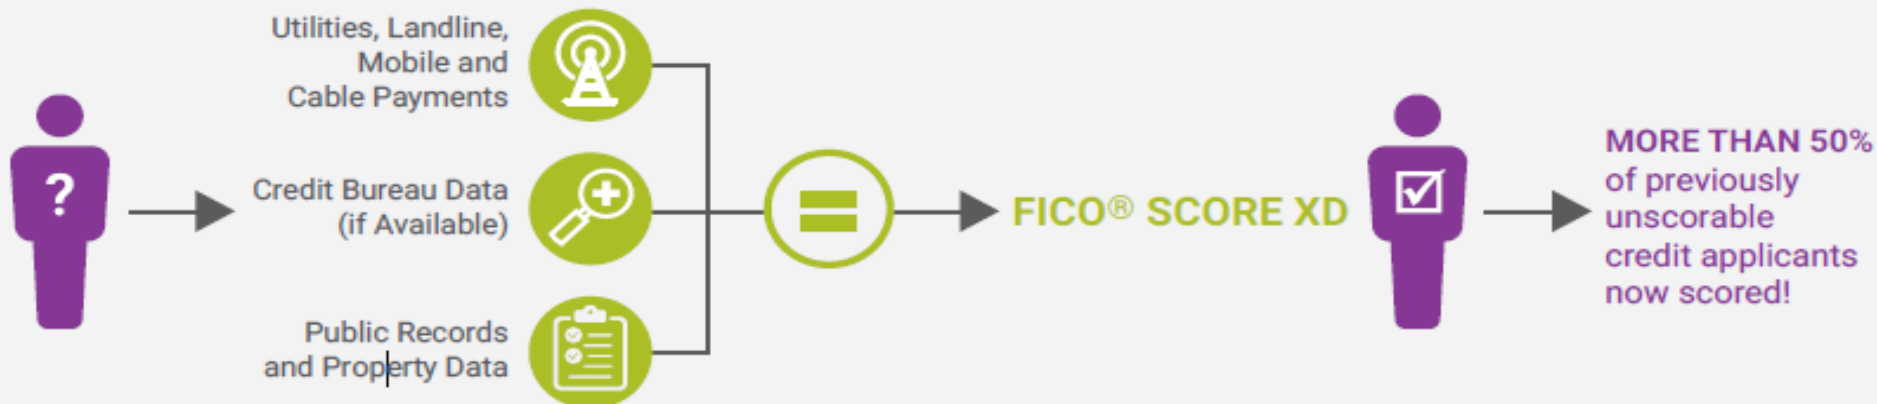 Utilities, Landline,
Mobile and
Cable Payments
?
Credit Bureau Data
(if Available)
Public Records
and Property Data
FICO® SCORE XD
MORE THAN 50%
of previously
unscorable
credit applicants
now scored!